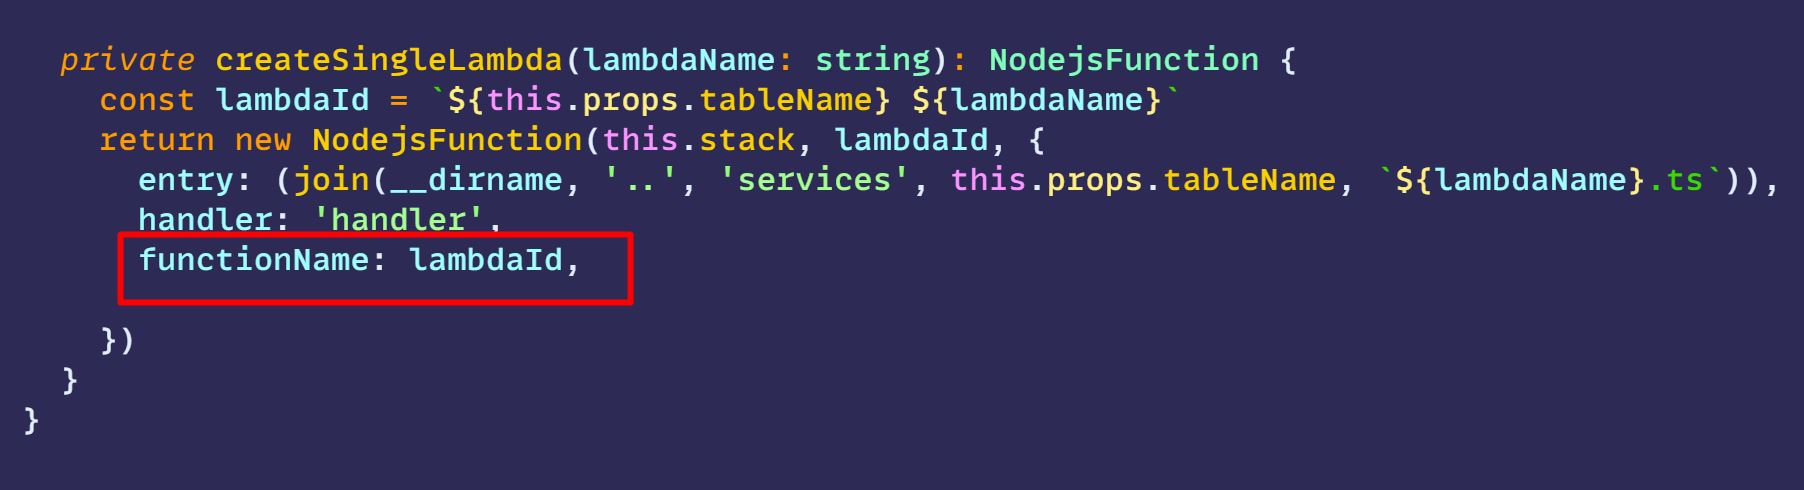 private createSingleLambda(lambdaName: string): NodejsFunction {
const lambdaId = `${this.props.tableName} ${lambdaName}`
return new NodejsFunction(this.stack, lambdaId, {
entry: (join(__dirname, '..', 'services', this.props.tableName, `${lambdaName}.ts`)),
handler: 'handler',
functionName: lambdaId,
})
}
}